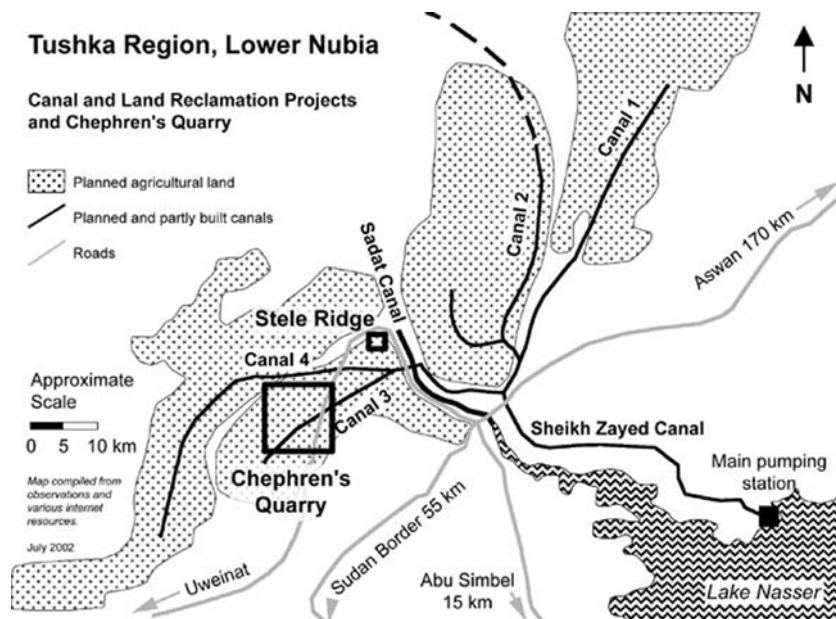 Tushka Region, Lower Nubia
Canal and Land Reclamation Projects
and Chephren's Quarry
Planned agricultural land
Planned and partly built canals
Roads
N
Canal 1
Canal 2
Sadat Canal
Aswan 170 km
Stele Ridge
Canal 4
Canal 3
Approximate
Scale
0 5 10 km
Chephren's
Quarry
Sheikh Zayed Canal
Main pumping
station
Map compiled from
observations and
various internet
resources.
July 2002
Uweinat
Sudan Border 55 km
Abu Simbel
15 km
Lake Nasser